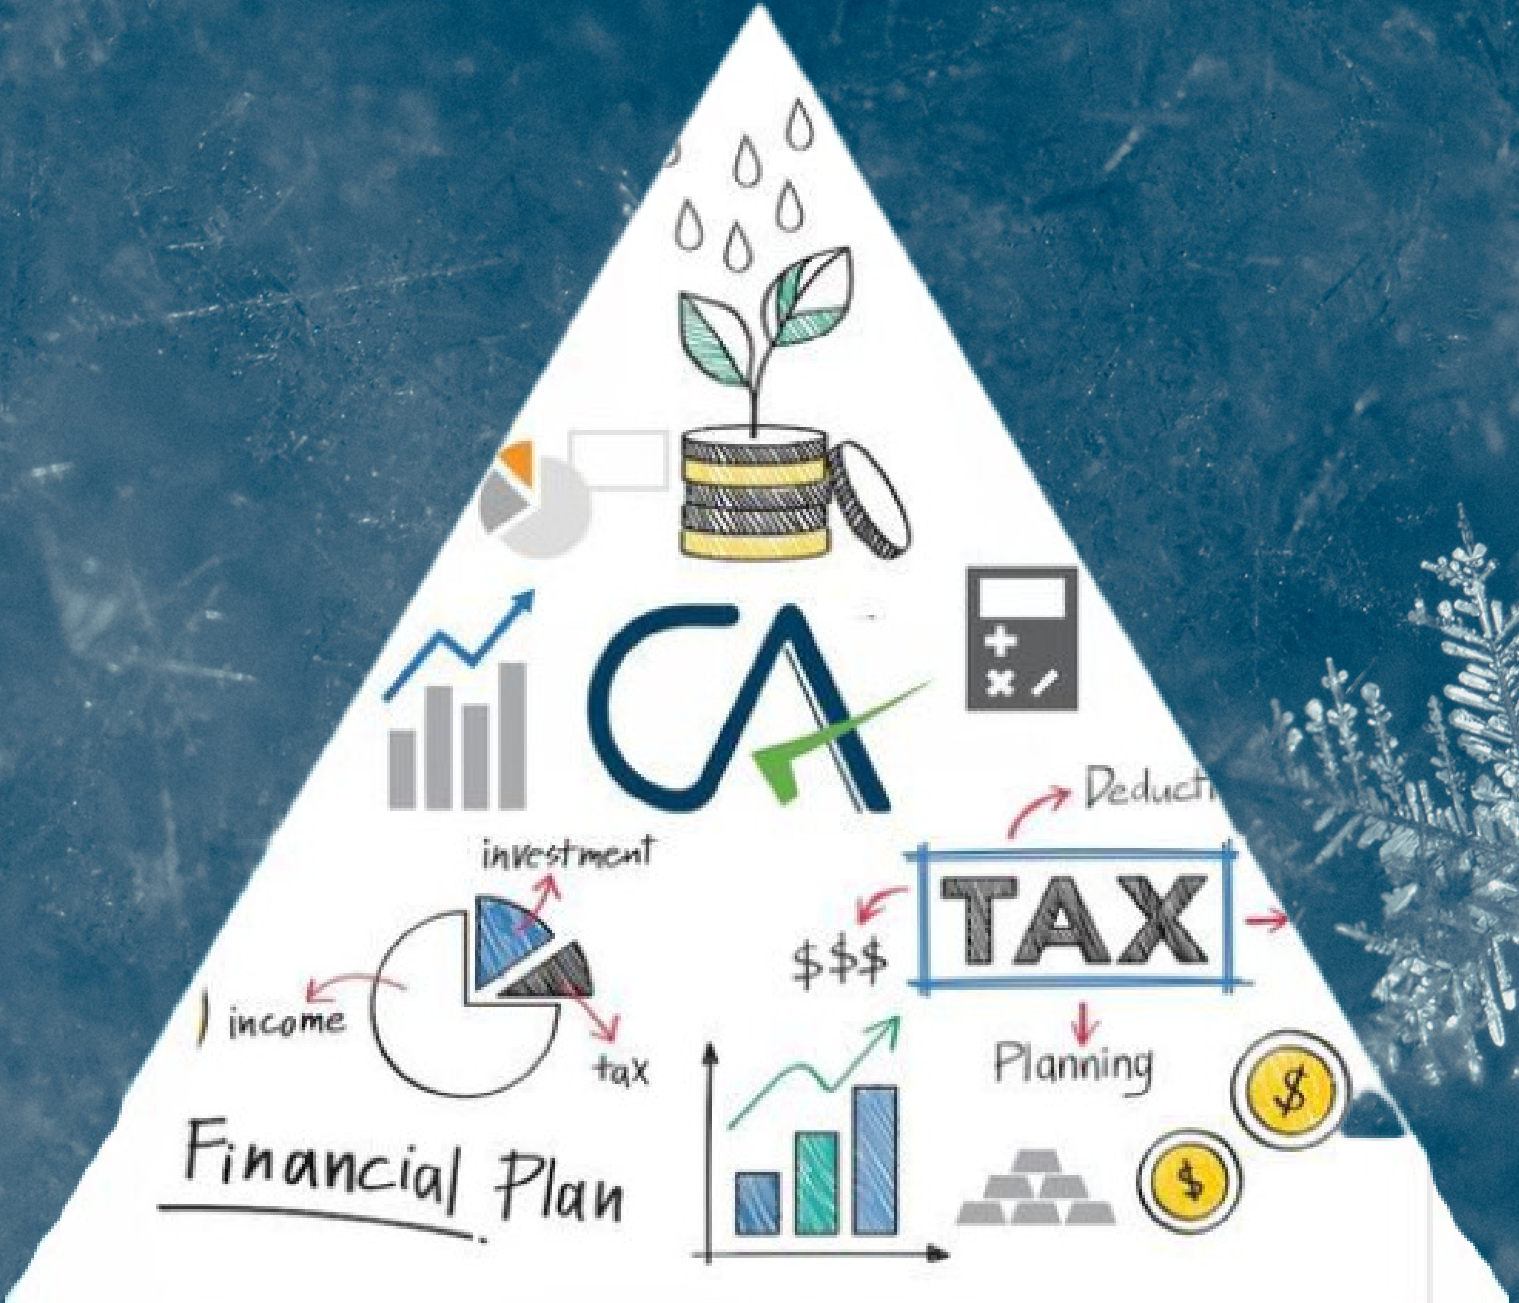 CA
investment
Deducti
TAX
$$$
income
tax
Planning
$
$
Financial Plan